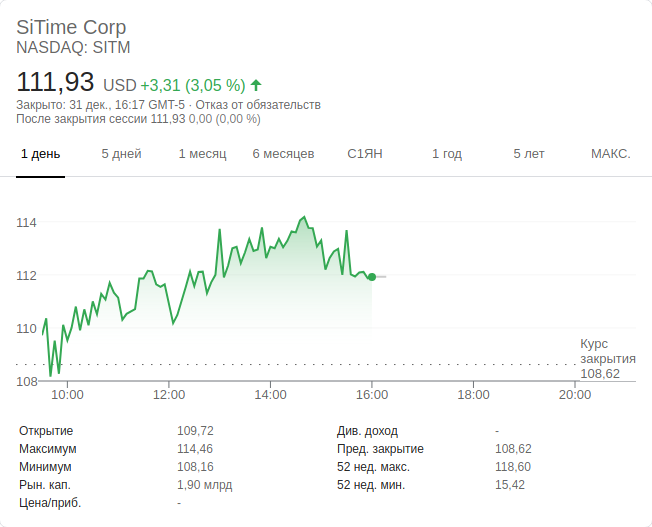 SiTime Corp
NASDAQ: SITM
111,93 USD +3,31 (3,05 %)
Закрыто: 31 дек., 16:17 GMT-5 · Отказ от обязательств
После закрытия сессии 111,93 0,00 (0,00 %)
1 день 5 дней 1 месяц 6 месяцев С1ЯН 1 год 5 лет МАКС.
114
112
110
108
Курс
закрытия
108,62
10:00 12:00 14:00 16:00 18:00 20:00
Открытие 109,72 Див. доход -
Максимум 114,46 Пред. закрытие 108,62
Минимум 108,16 52 нед. макс. 118,60
Рын. кап. 1,90 млрд 52 нед. мин. 15,42
Цена/приб. -